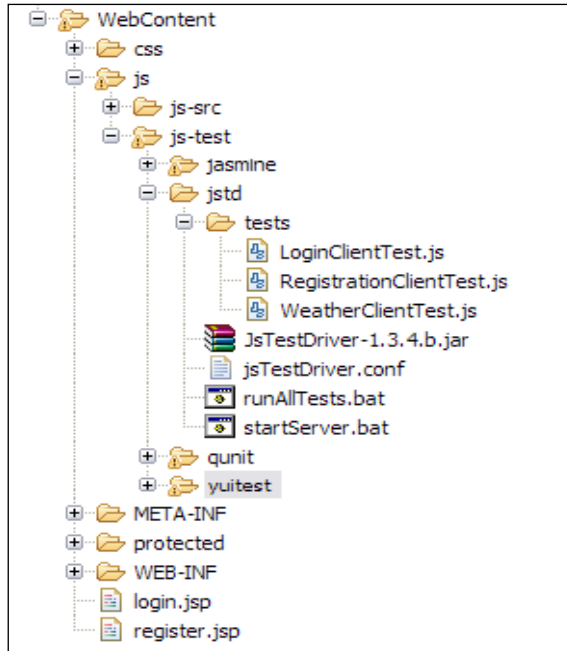 WebContent
css
js
js-src
js-test
jasmine
jstd
tests
LoginClientTest.js
RegistrationClientTest.js
WeatherClientTest.js
JsTestDriver-1.3.4.b.jar
jsTestDriver.conf
runAllTests.bat
startServer.bat
qunit
yuitest
META-INF
protected
WEB-INF
login.jsp
register.jsp